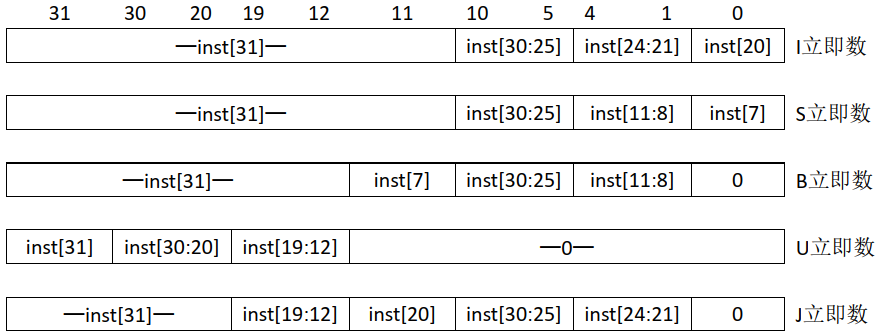 31 30 20 19 12 11 10 5 4 1 0
—inst[31]— inst[30:25] inst[24:21] inst[20] I立即数
—inst[31]— inst[30:25] inst[11:8] inst[7] S立即数
—inst[31]— inst[7] inst[30:25] inst[11:8] 0 B立即数
inst[31] inst[30:20] inst[19:12] —0— U立即数
—inst[31]— inst[19:12] inst[20] inst[30:25] inst[24:21] 0 J立即数